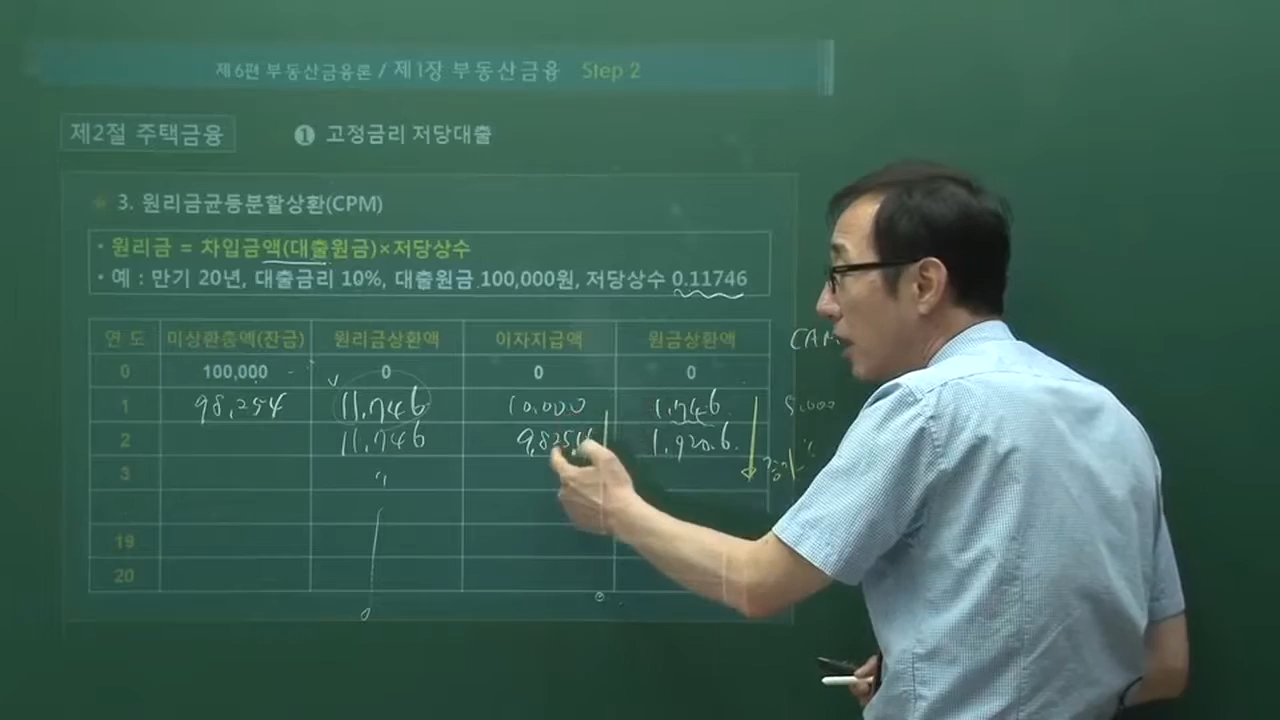 제6편 부동산금융론 / 제1장 부동산금융 Step 2
제2절 주택금융 ❶ 고정금리 저당대출
3. 원리금균등분할상환(CPM)
• 원리금 = 차입금액(대출원금)×저당상수
• 예 : 만기 20년, 대출금리 10%, 대출원금 100,000원, 저당상수 0.11746
연 도 미상환총액(잔금) 원리금상환액 이자지급액 원금상환액
0 100,000 0 0 0
1 98,254 11,746 10,000 1,746
2 11,746 1,920.6
3 〃
19
20
CAM
5,000